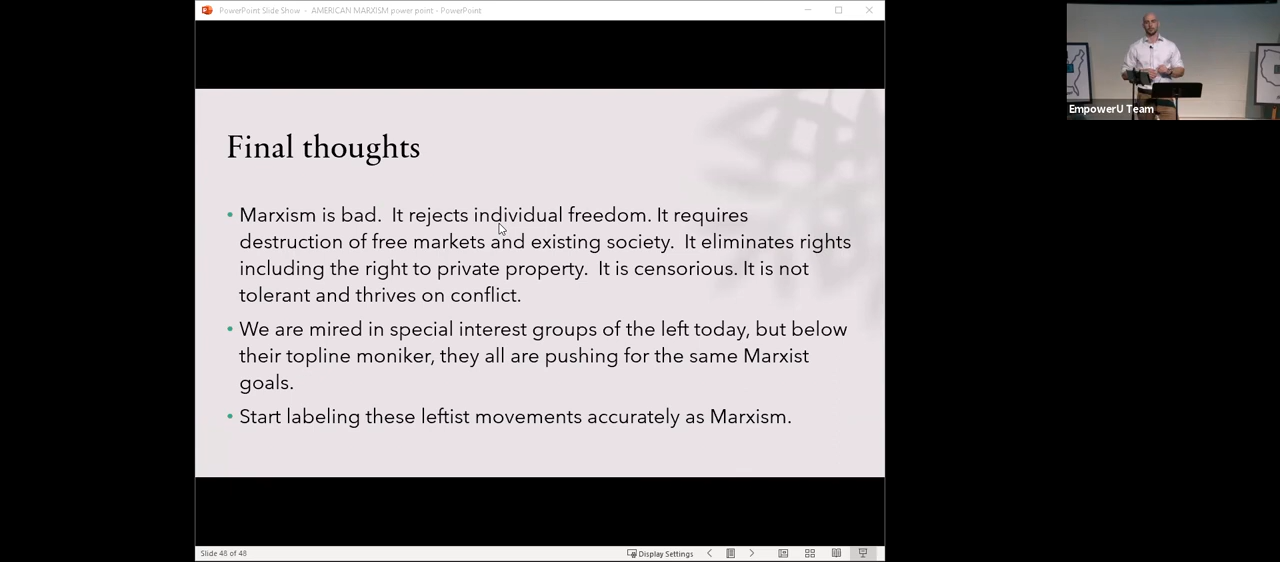 PowerPoint Slide Show - AMERICAN MARXISM power point - PowerPoint
EmpowerU Team
Final thoughts
• Marxism is bad.  It rejects individual freedom. It requires
destruction of free markets and existing society.  It eliminates rights
including the right to private property.  It is censorious. It is not
tolerant and thrives on conflict.
• We are mired in special interest groups of the left today, but below
their topline moniker, they all are pushing for the same Marxist
goals.
• Start labeling these leftist movements accurately as Marxism.
Slide 48 of 48
Display Settings